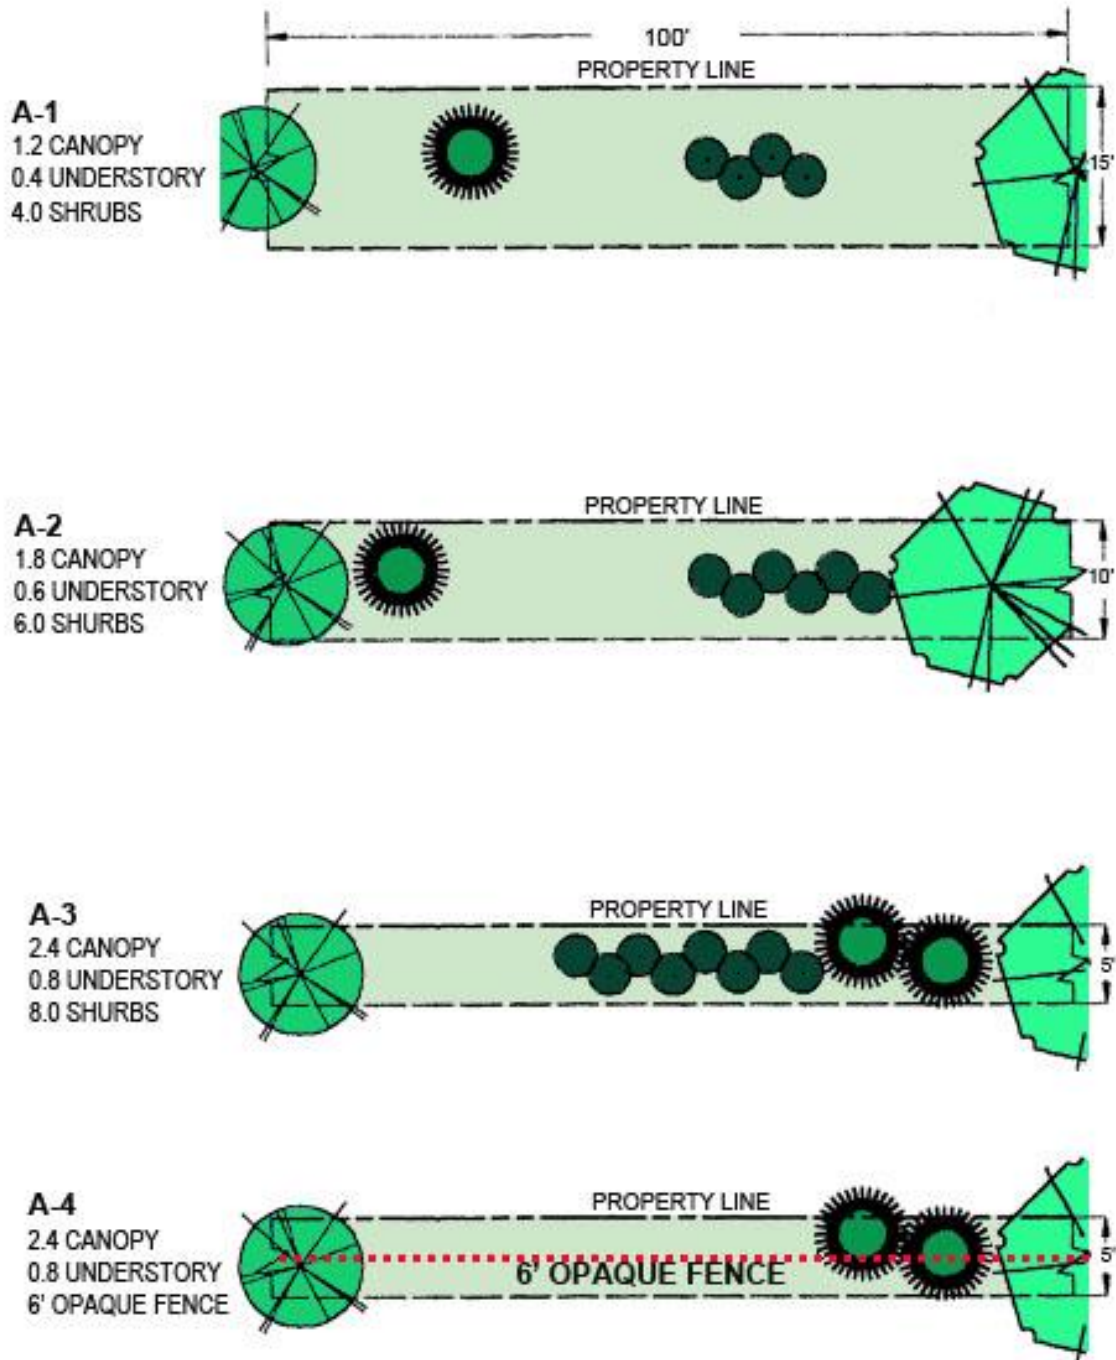 100'
PROPERTY LINE
A-1
1.2 CANOPY
0.4 UNDERSTORY
4.0 SHRUBS
15'
PROPERTY LINE
A-2
1.8 CANOPY
0.6 UNDERSTORY
6.0 SHURBS
10'
PROPERTY LINE
A-3
2.4 CANOPY
0.8 UNDERSTORY
8.0 SHURBS
5'
PROPERTY LINE
A-4
2.4 CANOPY
0.8 UNDERSTORY
6' OPAQUE FENCE
6' OPAQUE FENCE
5'